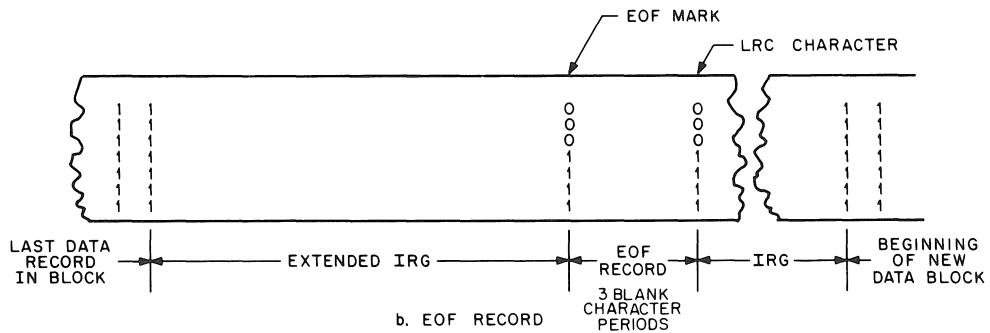 EOF MARK
LRC CHARACTER
1 1 0 0 1 1
1 1 0 0 1 1
1 1 0 0 1 1
1 1 1 1 1 1
1 1 1 1 1 1
1 1 1 1 1 1
1 1 1 1 1 1
LAST DATA
RECORD
IN BLOCK
EXTENDED IRG
EOF
RECORD
3 BLANK
CHARACTER
PERIODS
IRG
BEGINNING
OF NEW
DATA BLOCK
b. EOF RECORD